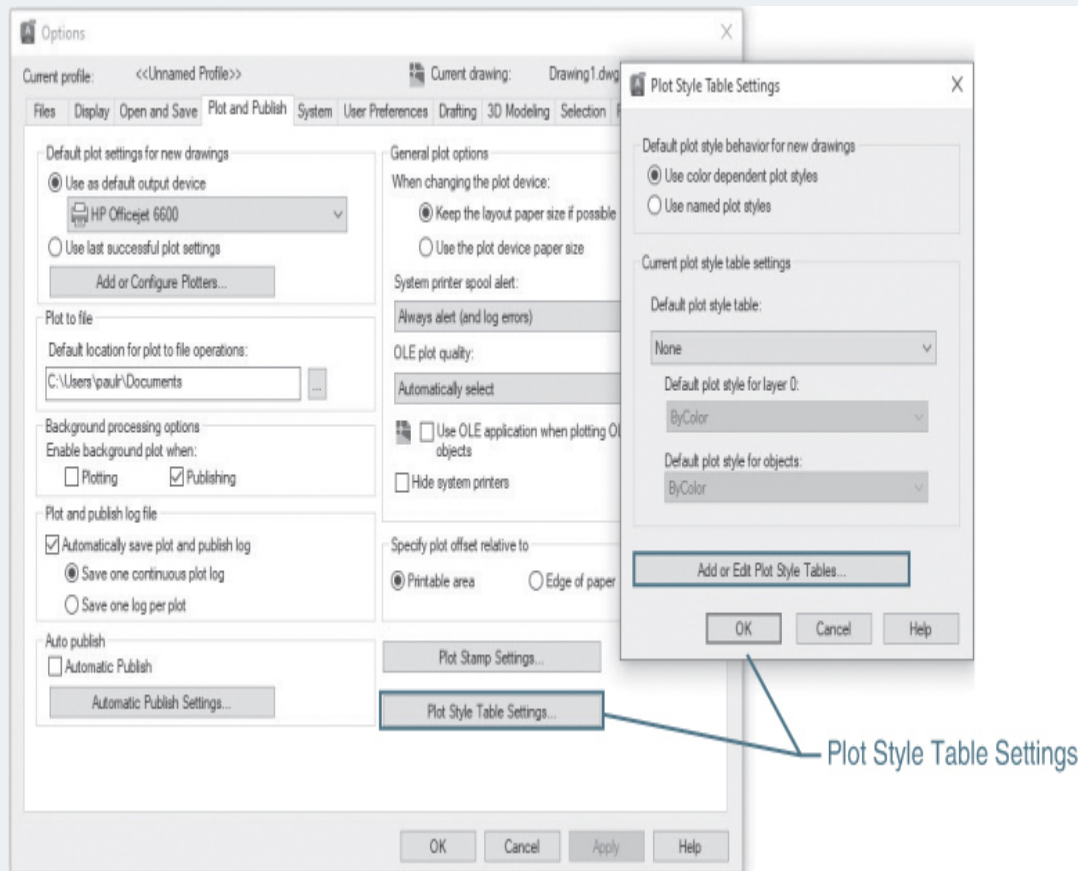 Options
Current profile: <<Unnamed Profile>> Current drawing: Drawing1.dwg
Files Display Open and Save Plot and Publish System User Preferences Drafting 3D Modeling Selection
Default plot settings for new drawings
Use as default output device
HP Officejet 6600
Use last successful plot settings
Add or Configure Plotters...
Plot to file
Default location for plot to file operations:
C:\Users\paulr\Documents
...
Background processing options
Enable background plot when:
Plotting Publishing
Plot and publish log file
Automatically save plot and publish log
Save one continuous plot log
Save one log per plot
Auto publish
Automatic Publish
Automatic Publish Settings...
General plot options
When changing the plot device:
Keep the layout paper size if possible
Use the plot device paper size
System printer spool alert:
Always alert (and log errors)
OLE plot quality:
Automatically select
Use OLE application when plotting OL
objects
Hide system printers
Specify plot offset relative to
Printable area Edge of paper
Plot Stamp Settings...
Plot Style Table Settings...
OK Cancel Apply Help
Plot Style Table Settings
Default plot style behavior for new drawings
Use color dependent plot styles
Use named plot styles
Current plot style table settings
Default plot style table:
None
Default plot style for layer 0:
ByColor
Default plot style for objects:
ByColor
Add or Edit Plot Style Tables...
OK Cancel Help
Plot Style Table Settings